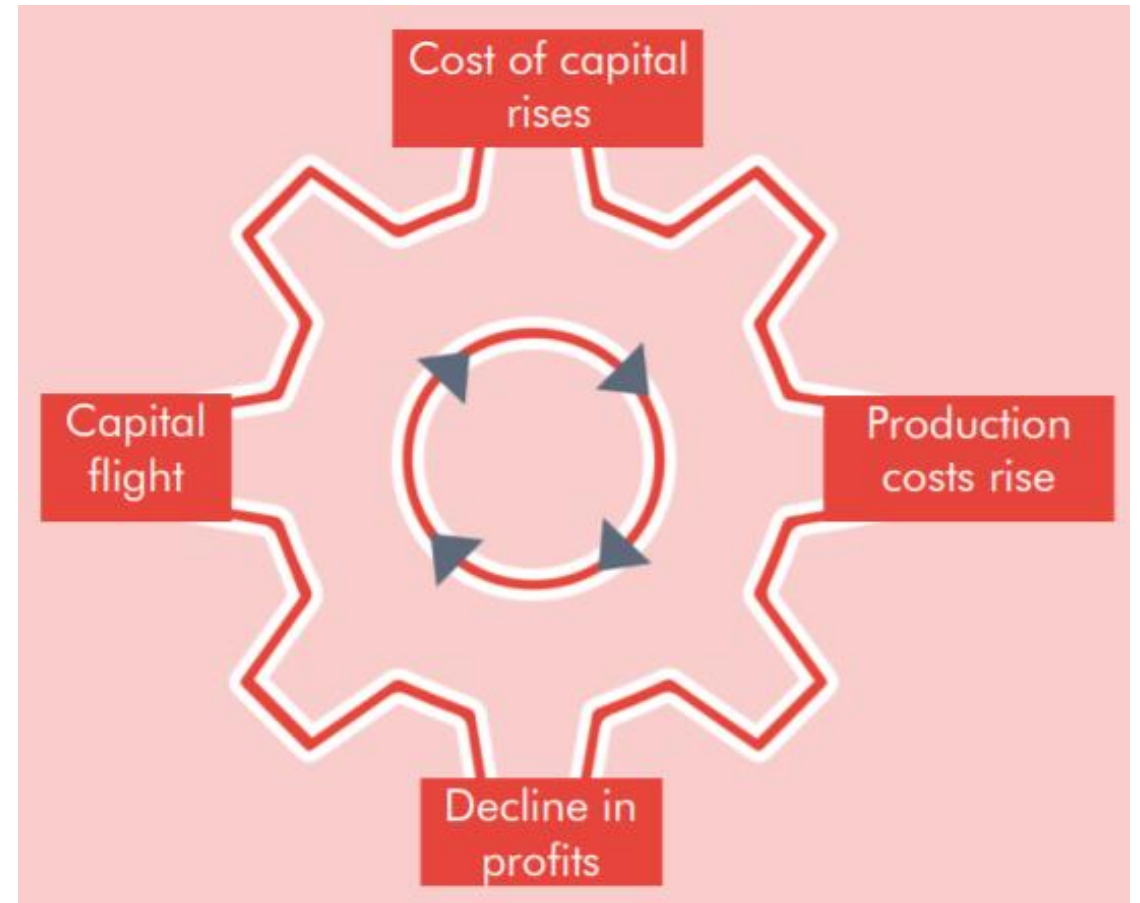 Cost of capital
rises
Capital
flight
Production
costs rise
Decline in
profits